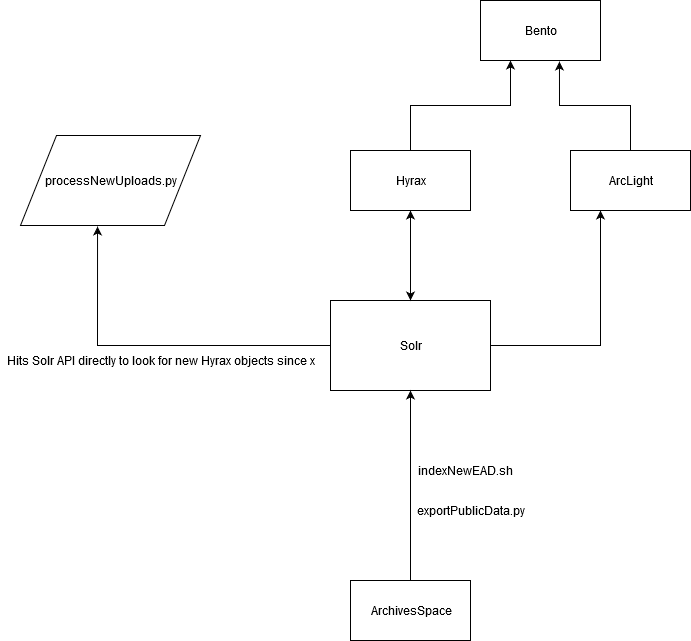 Bento
processNewUploads.py
Hyrax
ArcLight
Solr
Hits Solr API directly to look for new Hyrax objects since x
indexNewEAD.sh
exportPublicData.py
ArchivesSpace